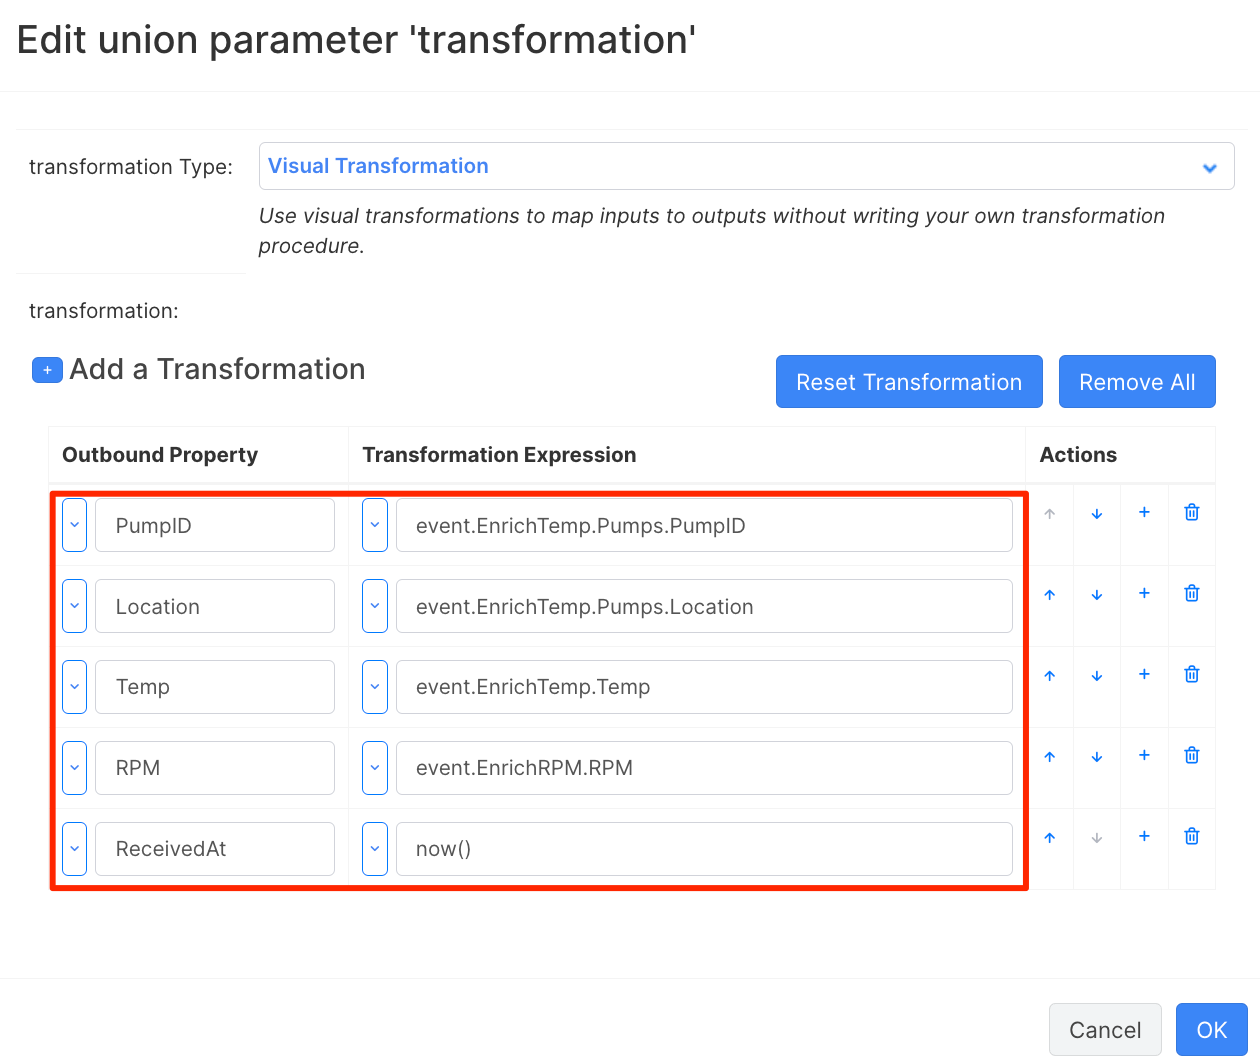 Edit union parameter 'transformation'
transformation Type:
Visual Transformation
Use visual transformations to map inputs to outputs without writing your own transformation
procedure.
transformation:
+ Add a Transformation
Reset Transformation
Remove All
Outbound Property
Transformation Expression
Actions
PumpID
event.EnrichTemp.Pumps.PumpID
Location
event.EnrichTemp.Pumps.Location
Temp
event.EnrichTemp.Temp
RPM
event.EnrichRPM.RPM
ReceivedAt
now()
Cancel
OK